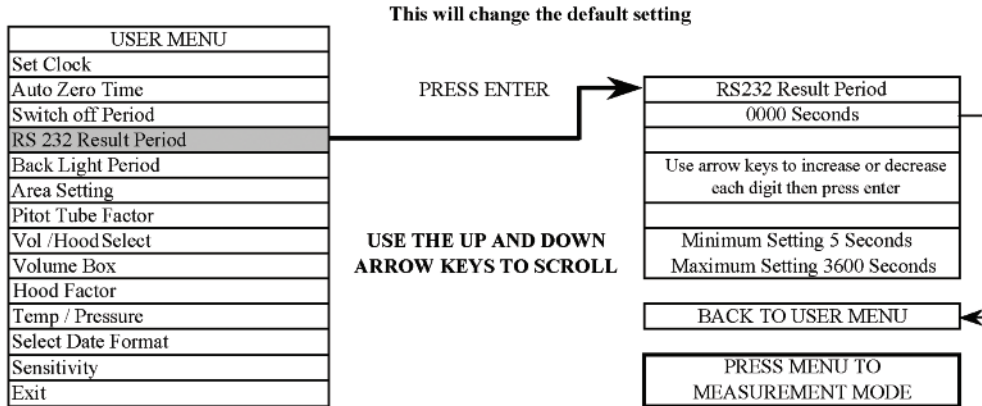 This will change the default setting
USER MENU
Set Clock
Auto Zero Time
Switch off Period
RS 232 Result Period
Back Light Period
Area Setting
Pitot Tube Factor
Vol /Hood Select
Volume Box
Hood Factor
Temp / Pressure
Select Date Format
Sensitivity
Exit
PRESS ENTER
USE THE UP AND DOWN
ARROW KEYS TO SCROLL
RS232 Result Period
0000 Seconds
Use arrow keys to increase or decrease
each digit then press enter
Minimum Setting 5 Seconds
Maximum Setting 3600 Seconds
BACK TO USER MENU
PRESS MENU TO
MEASUREMENT MODE